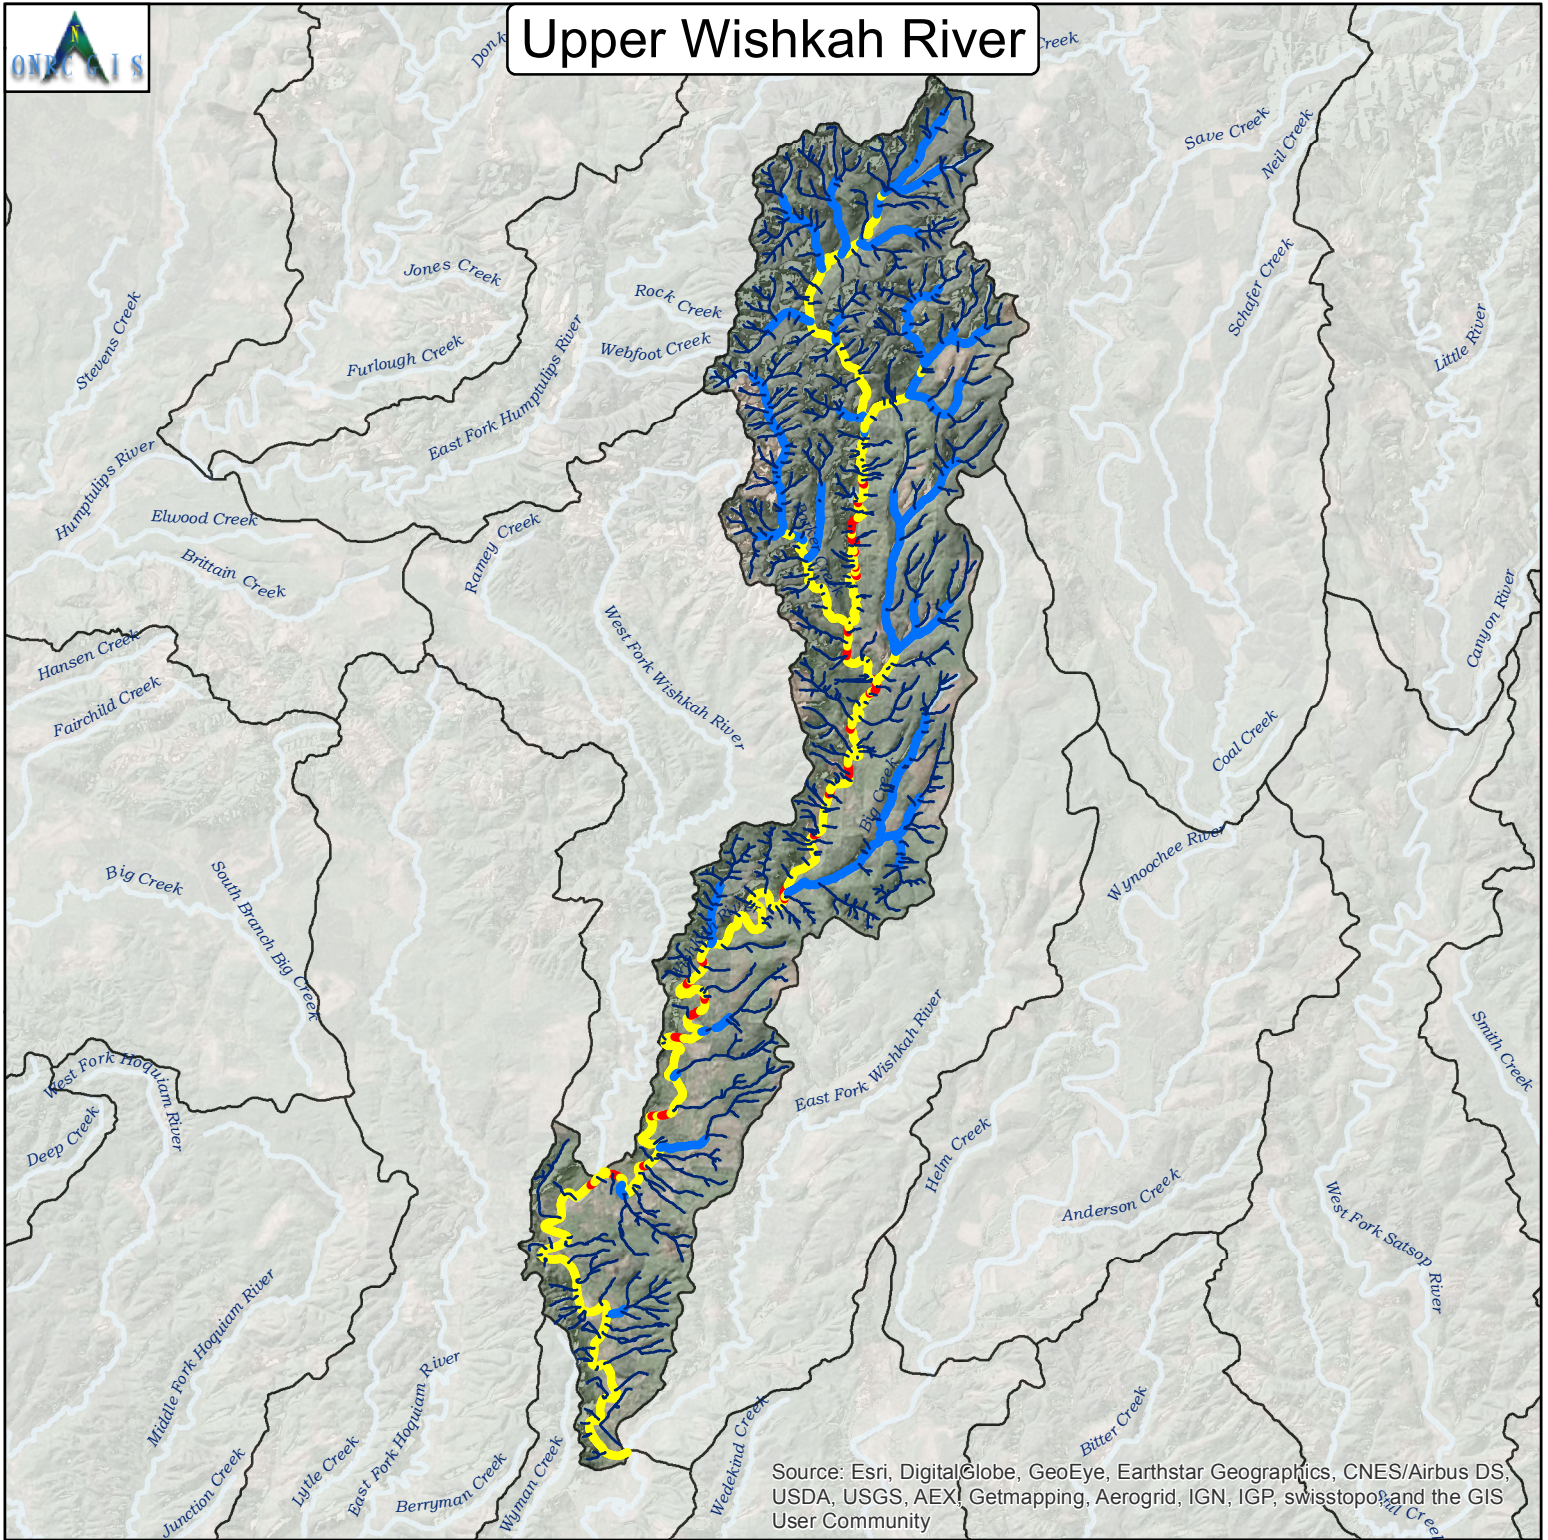 N
ONRC GIS
Upper Wishkah River
Donk
Creek
Save Creek
Neil Creek
Jones Creek
Rock Creek
Schafer Creek
Stevens Creek
Webfoot Creek
Furlough Creek
Little River
East Fork Humptulips River
Humptulips River
Elwood Creek
Ramey Creek
Brittain Creek
Canyon River
Hansen Creek
West Fork Wishkah River
Fairchild Creek
Coal Creek
Big Creek
Wynoochee River
Big Creek
South Branch Big Creek
River
East Fork Wishkah River
Smith Creek
West Fork Hoquiam River
Deep Creek
Helm Creek
Anderson Creek
West Fork Satsop River
Middle Fork Hoquiam River
East Fork Hoquiam River
Bitter Creek
Wedekind Creek
Junction Creek
Lytle Creek
Berryman Creek
Wyman Creek
Source: Esri, DigitalGlobe, GeoEye, Earthstar Geographics, CNES/Airbus DS,
USDA, USGS, AEX, Getmapping, Aerogrid, IGN, IGP, swisstopo, and the GIS
User Community